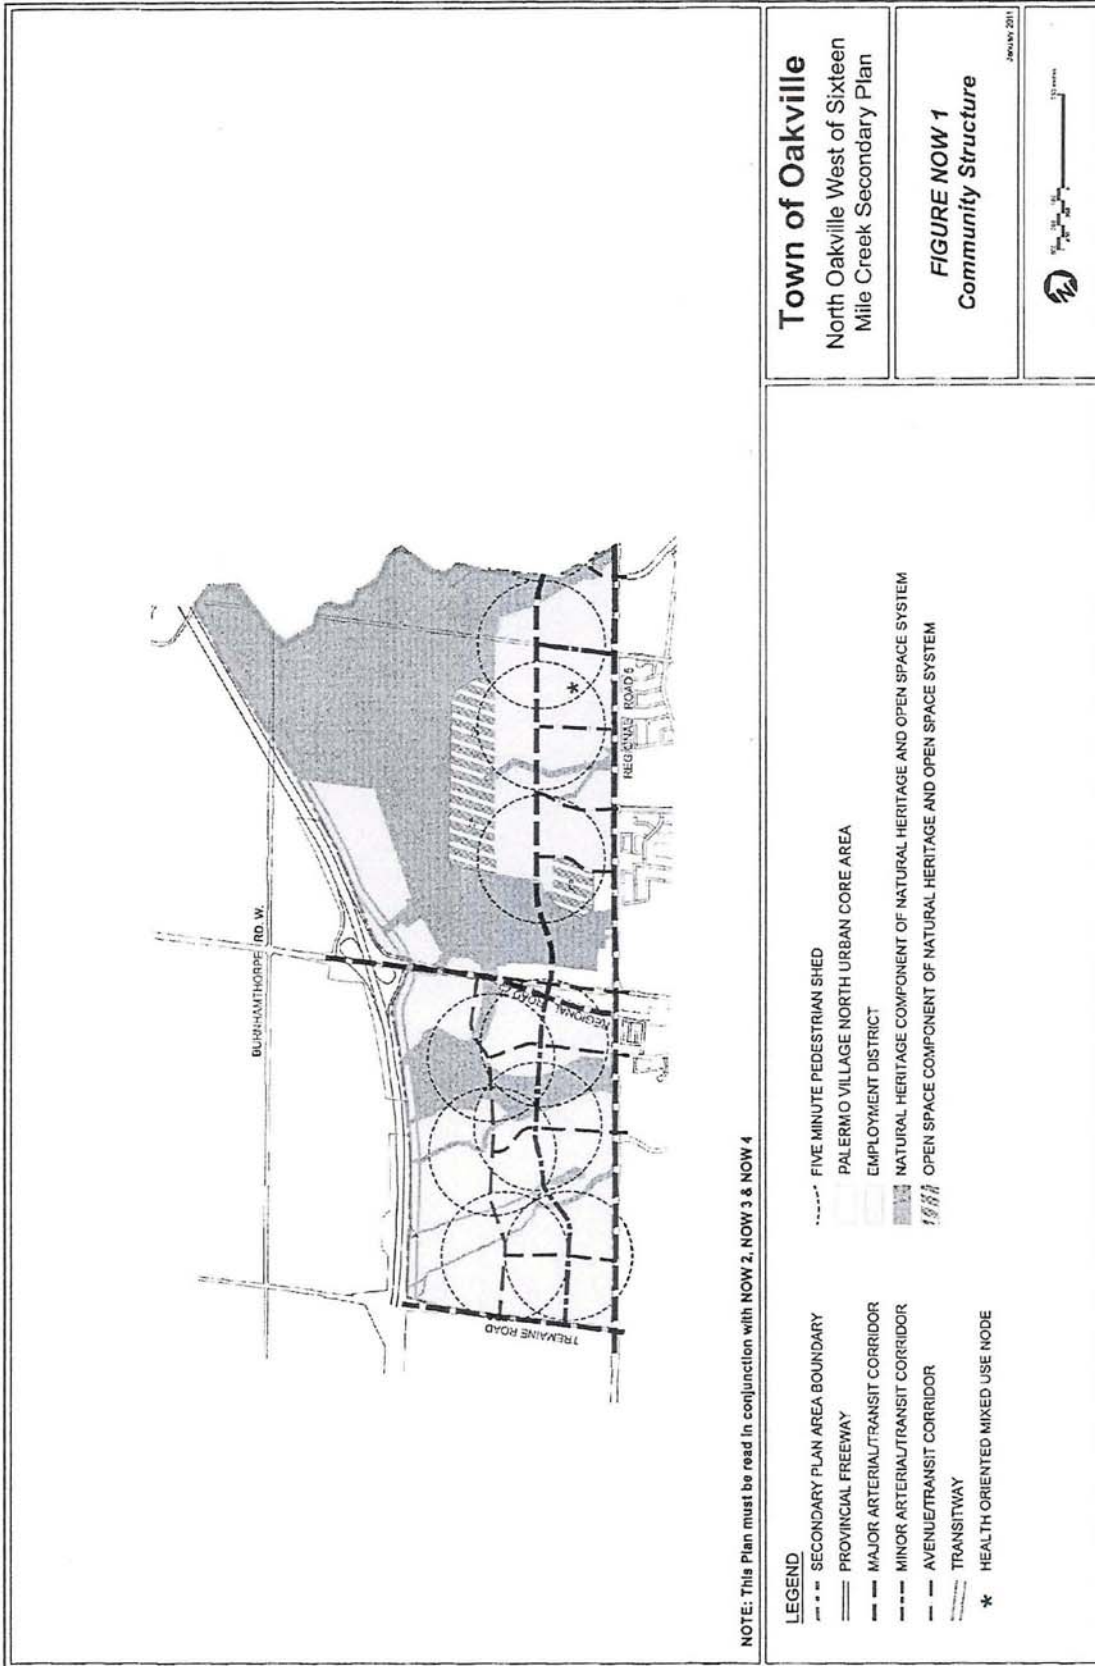 BURNHAMTHORPE RD. W.
REGIONAL ROAD
TREMAINE ROAD
REGIONAL ROAD 5
NOTE: This Plan must be read in conjunction with NOW 2, NOW 3 & NOW 4
LEGEND
SECONDARY PLAN AREA BOUNDARY
PROVINCIAL FREEWAY
MAJOR ARTERIAL/TRANSIT CORRIDOR
MINOR ARTERIAL/TRANSIT CORRIDOR
AVENUE/TRANSIT CORRIDOR
TRANSITWAY
* HEALTH ORIENTED MIXED USE NODE
FIVE MINUTE PEDESTRIAN SHED
PALERMO VILLAGE NORTH URBAN CORE AREA
EMPLOYMENT DISTRICT
NATURAL HERITAGE COMPONENT OF NATURAL HERITAGE AND OPEN SPACE SYSTEM
OPEN SPACE COMPONENT OF NATURAL HERITAGE AND OPEN SPACE SYSTEM
Town of Oakville
North Oakville West of Sixteen
Mile Creek Secondary Plan
FIGURE NOW 1
Community Structure
January 2011
N